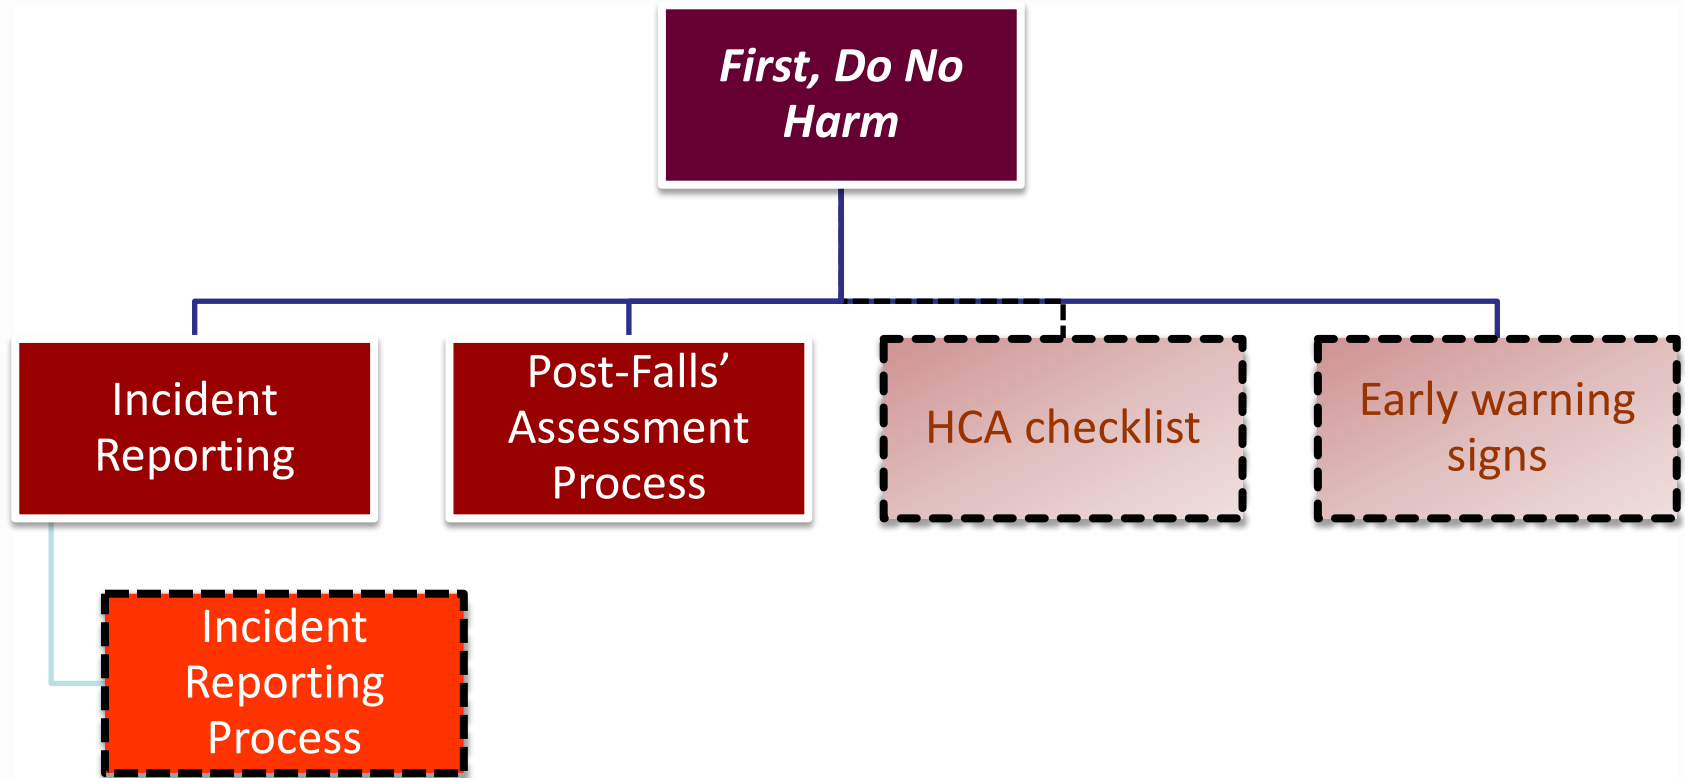 First, Do No
Harm
Incident
Reporting
Post-Falls’
Assessment
Process
HCA checklist
Early warning
signs
Incident
Reporting
Process